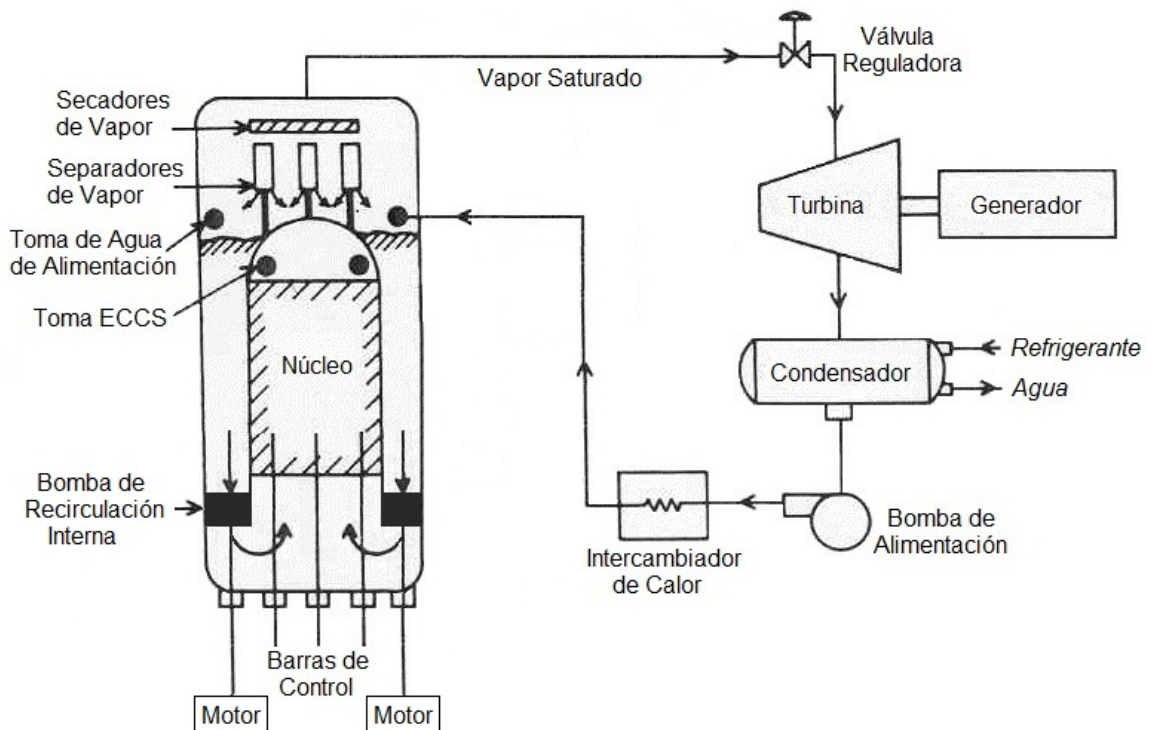 Válvula
Reguladora
Vapor Saturado
Secadores
de Vapor
Separadores
de Vapor
Turbina
Generador
Toma de Agua
de Alimentación
Toma ECCS
Núcleo
Condensador
Refrigerante
Agua
Bomba de
Recirculación
Interna
Bomba de
Alimentación
Intercambiador
de Calor
Barras de
Control
Motor
Motor